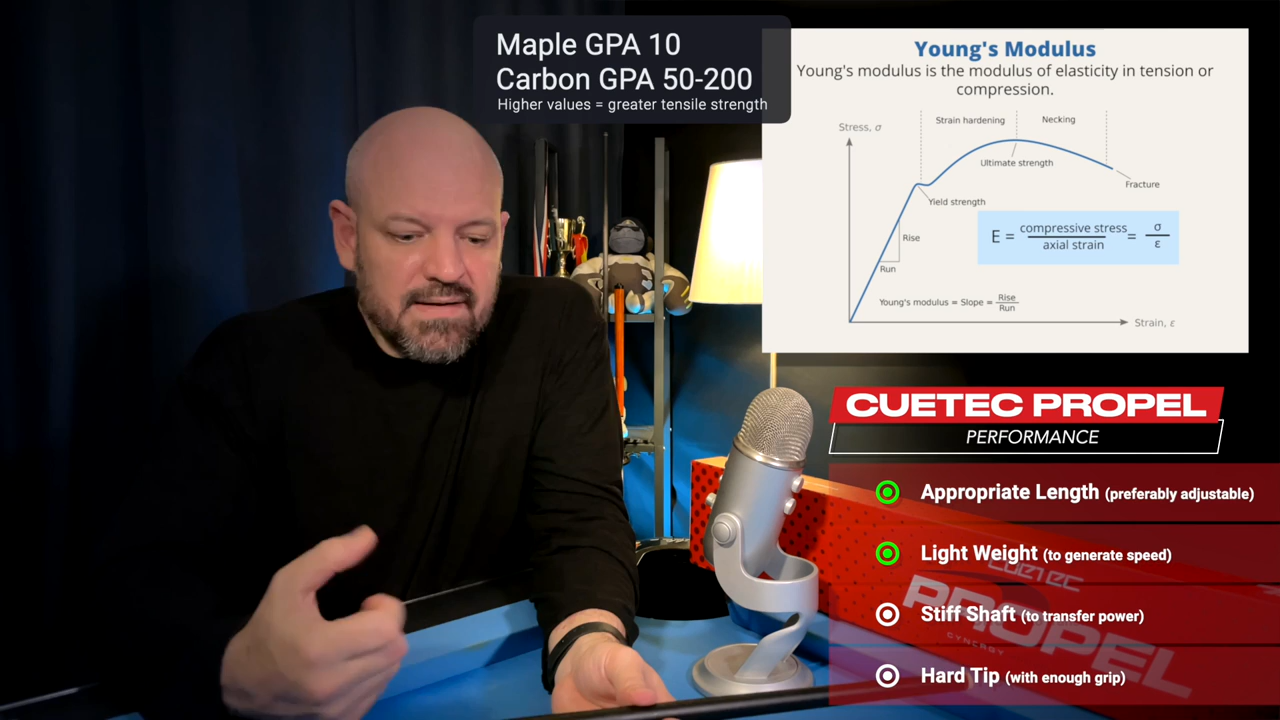 Maple GPA 10
Carbon GPA 50-200
Higher values = greater tensile strength
Young's Modulus
Young's modulus is the modulus of elasticity in tension or
compression.
Strain hardening
Necking
Stress, σ
Ultimate strength
Fracture
Yield strength
Rise
Run
E = compressive stress / axial strain = σ / ε
Young's modulus = Slope = Rise / Run
Strain, ε
CUETEC PROPEL
PERFORMANCE
Appropriate Length (preferably adjustable)
Light Weight (to generate speed)
Stiff Shaft (to transfer power)
Hard Tip (with enough grip)
CUETEC
PROPEL
CYNERGY